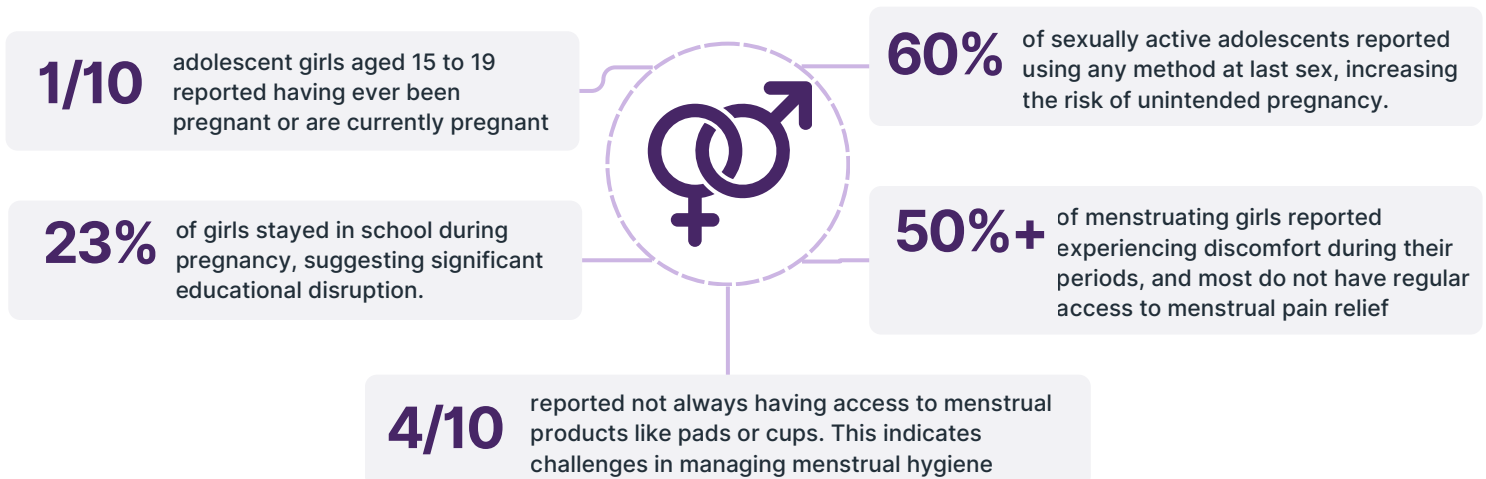 1/10
adolescent girls aged 15 to 19
reported having ever been
pregnant or are currently pregnant
60%
of sexually active adolescents reported
using any method at last sex, increasing
the risk of unintended pregnancy.
23%
of girls stayed in school during
pregnancy, suggesting significant
educational disruption.
50%+
of menstruating girls reported
experiencing discomfort during their
periods, and most do not have regular
access to menstrual pain relief
4/10
reported not always having access to menstrual
products like pads or cups. This indicates
challenges in managing menstrual hygiene